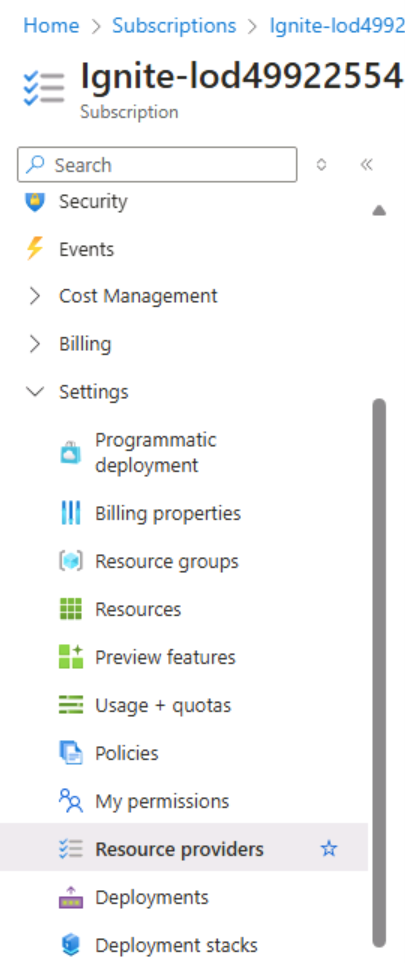 Home > Subscriptions > Ignite-lod4992
Ignite-lod49922554
Subscription
Search
Security
Events
Cost Management
Billing
Settings
Programmatic
deployment
Billing properties
Resource groups
Resources
Preview features
Usage + quotas
Policies
My permissions
Resource providers
Deployments
Deployment stacks